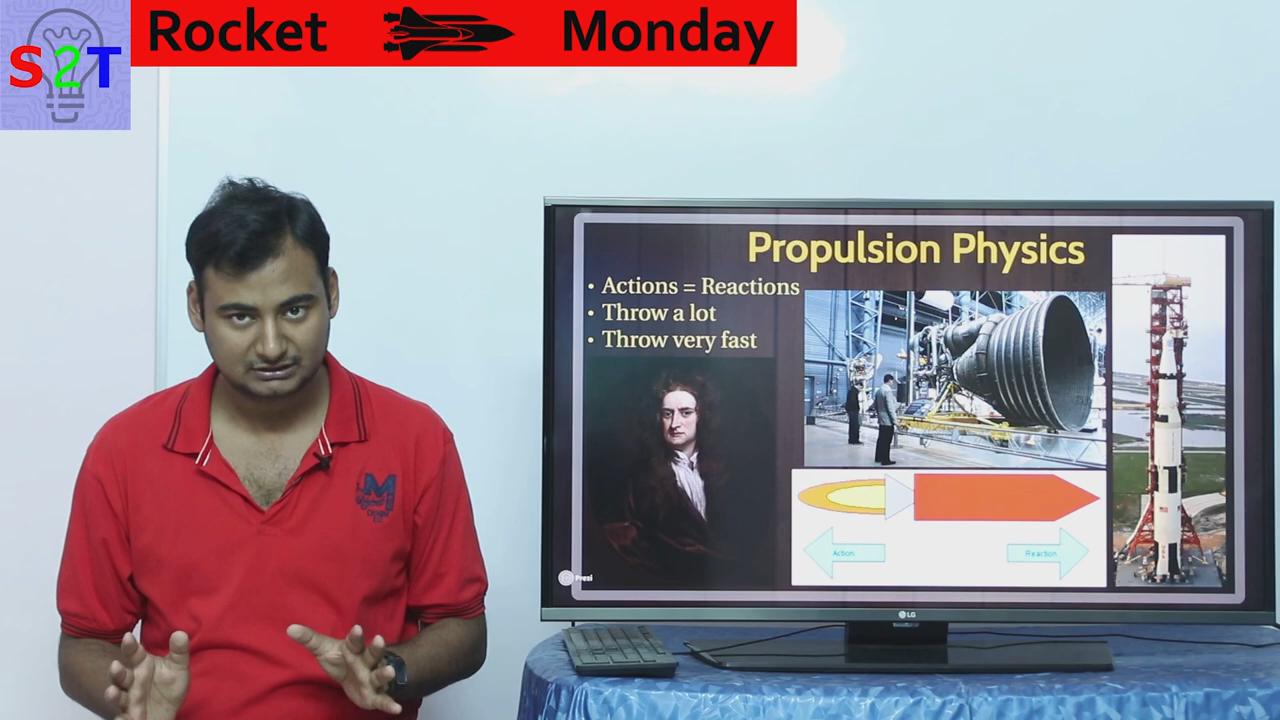 S2T
Rocket Monday
Propulsion Physics
• Actions = Reactions
• Throw a lot
• Throw very fast
Action
Reaction
Prezi
LG